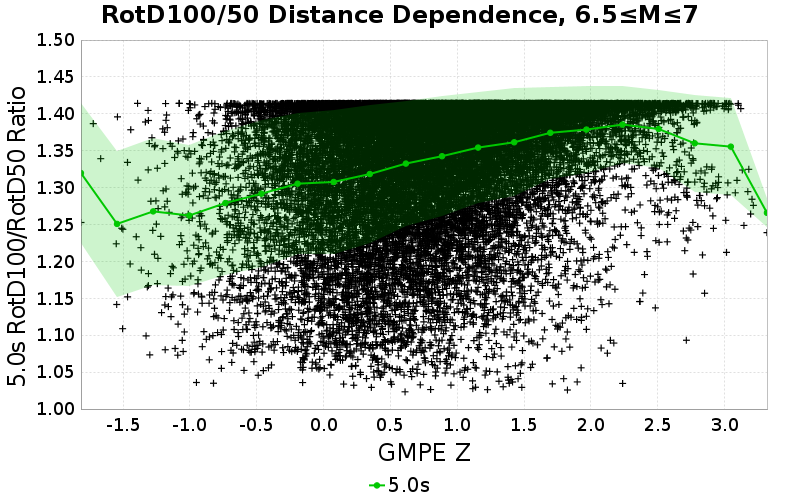 RotD100/50 Distance Dependence, 6.5≤M≤7
5.0s RotD100/RotD50 Ratio
1.50
1.45
1.40
1.35
1.30
1.25
1.20
1.15
1.10
1.05
1.00
-1.5 -1.0 -0.5 0.0 0.5 1.0 1.5 2.0 2.5 3.0
GMPE Z
5.0s